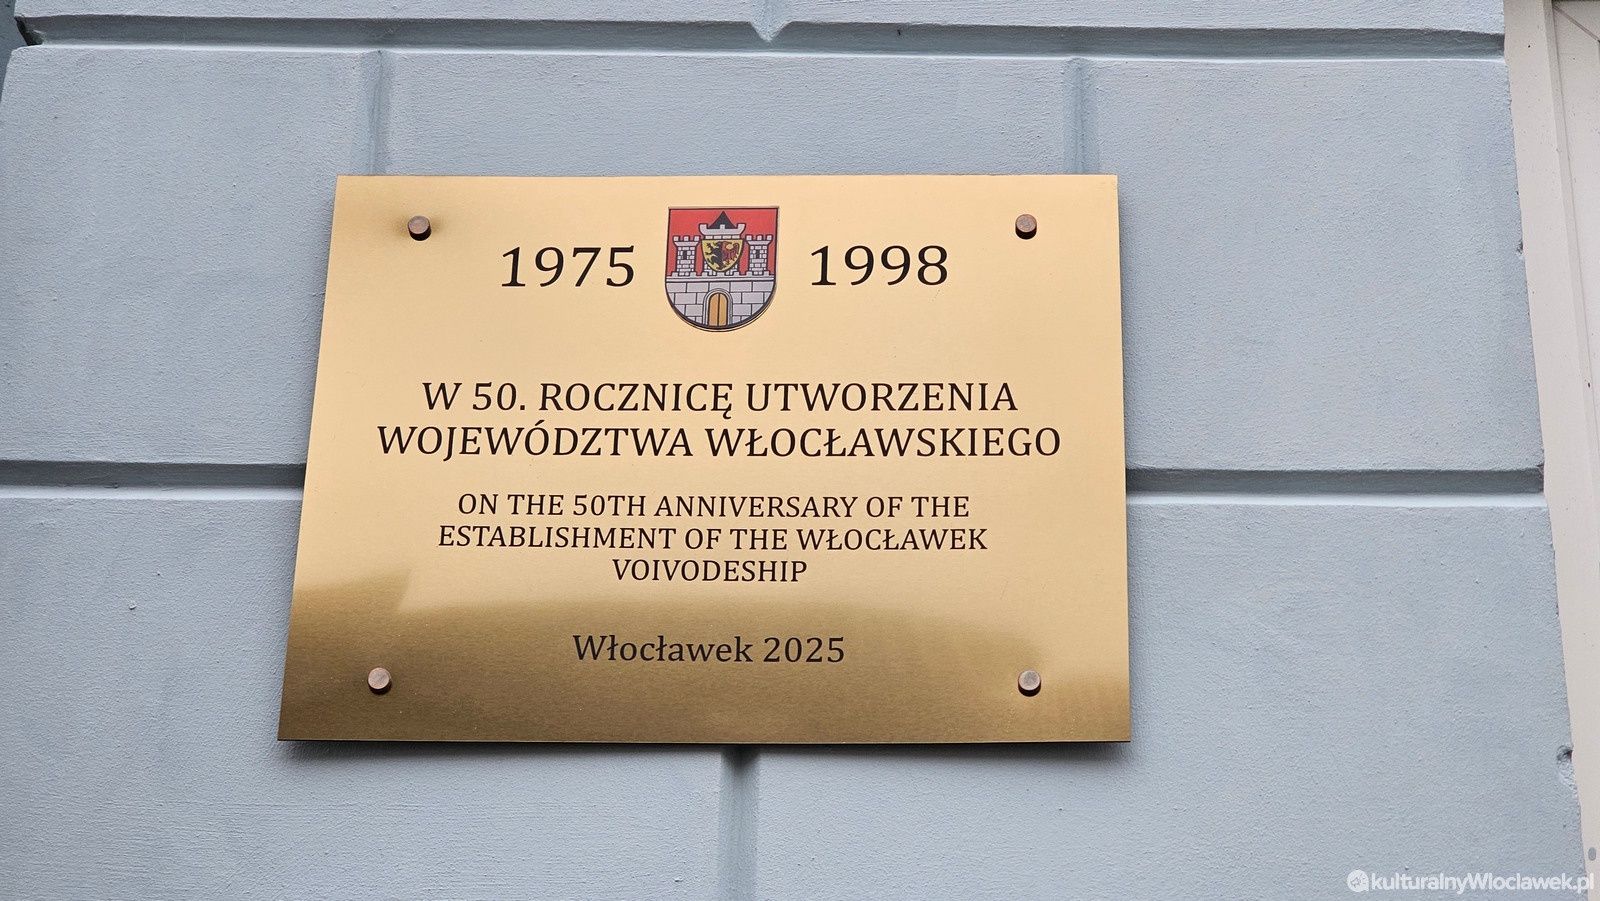 1975 1998
W 50. ROCZNICĘ UTWORZENIA
WOJEWÓDZTWA WŁOCŁAWSKIEGO
ON THE 50TH ANNIVERSARY OF THE
ESTABLISHMENT OF THE WŁOCŁAWEK
VOIVODESHIP
Włocławek 2025
kulturalnyWloclawek.pl